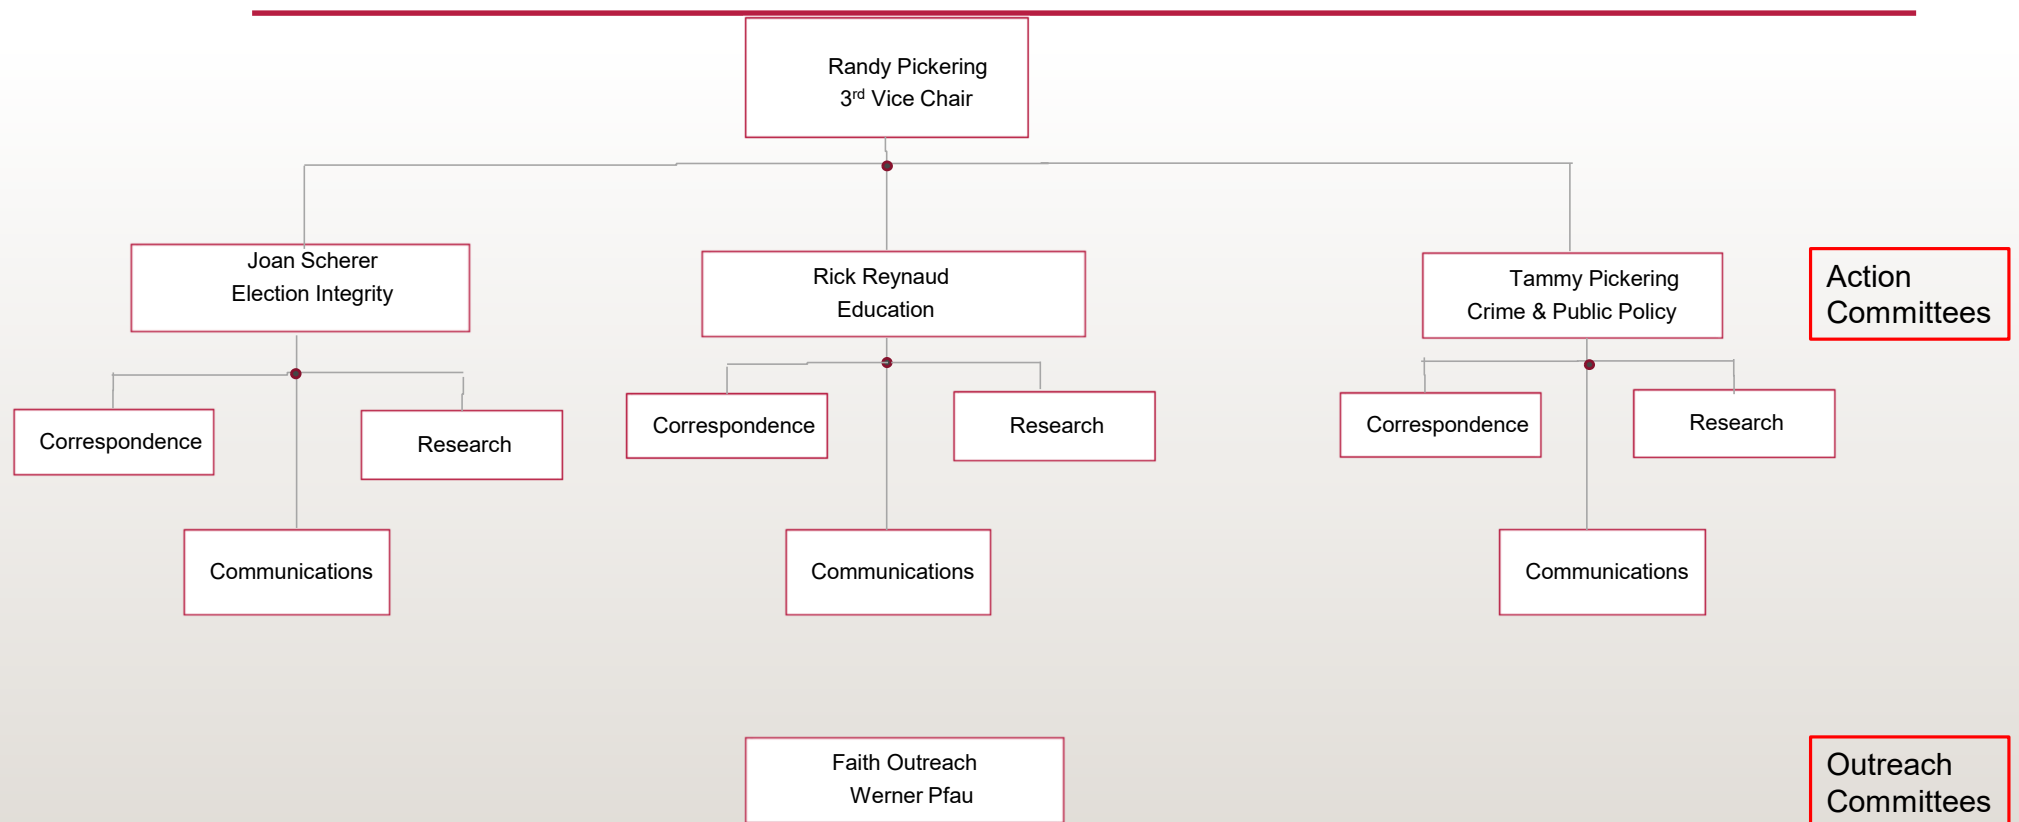 Randy Pickering
3rd Vice Chair
Joan Scherer
Election Integrity
Rick Reynaud
Education
Tammy Pickering
Crime & Public Policy
Action
Committees
Correspondence
Research
Correspondence
Research
Correspondence
Research
Communications
Communications
Communications
Faith Outreach
Werner Pfau
Outreach
Committees